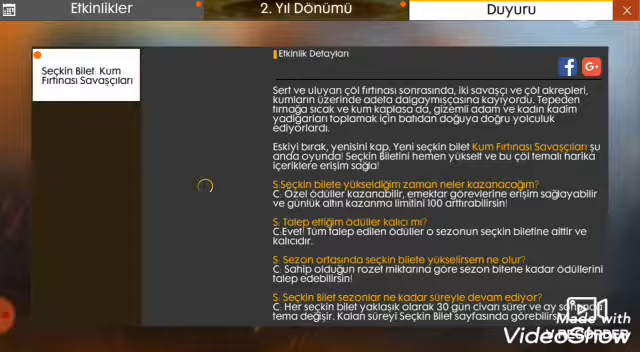 Etkinlikler
2. Yıl Dönümü
Duyuru
Seçkin Bilet: Kum
Fırtınası Savaşçıları
Etkinlik Detayları
Sert ve uluyan çöl fırtınası sonrasında, iki savaşçı ve çöl akrepleri,
kumların üzerinde adeta dalgaymışçasına kayıyordu. Tepeden
tırnağa sıcak ve kum kaplasa da, gizemli adam ve kadın kadim
yadigarları toplamak için batıdan doğuya doğru yolculuk
ediyorlardı.
Eskiyi bırak, yenisini kap. Yeni seçkin bilet Kum Fırtınası Savaşçıları şu
anda oyunda! Seçkin Biletini hemen yükselt ve bu çöl temalı harika
içeriklere erişim sağla!
S:Seçkin bilete yükseldiğim zaman neler kazanacağım?
C: Özel ödüller kazanabilir, emektar görevlerine erişim sağlayabilir
ve günlük altın kazanma limitini 100 arttırabilirsin!
S: Talep ettiğim ödüller kalıcı mı?
C:Evet! Tüm talep edilen ödüller o sezonun seçkin biletine aittir ve
kalıcıdır.
S: Sezon ortasında seçkin bilete yükselirsem ne olur?
C: Sahip olduğun rozet miktarına göre sezon bitene kadar ödüllerini
talep edebilirsin!
S: Seçkin Bilet sezonlar ne kadar süreyle devam ediyor?
C: Her seçkin bilet yaklaşık olarak 30 gün civarı sürer ve ay sonunda
tema değişir. Kalan süreyi Seçkin Bilet sayfasında görebilirsin
Made with
VideoShow